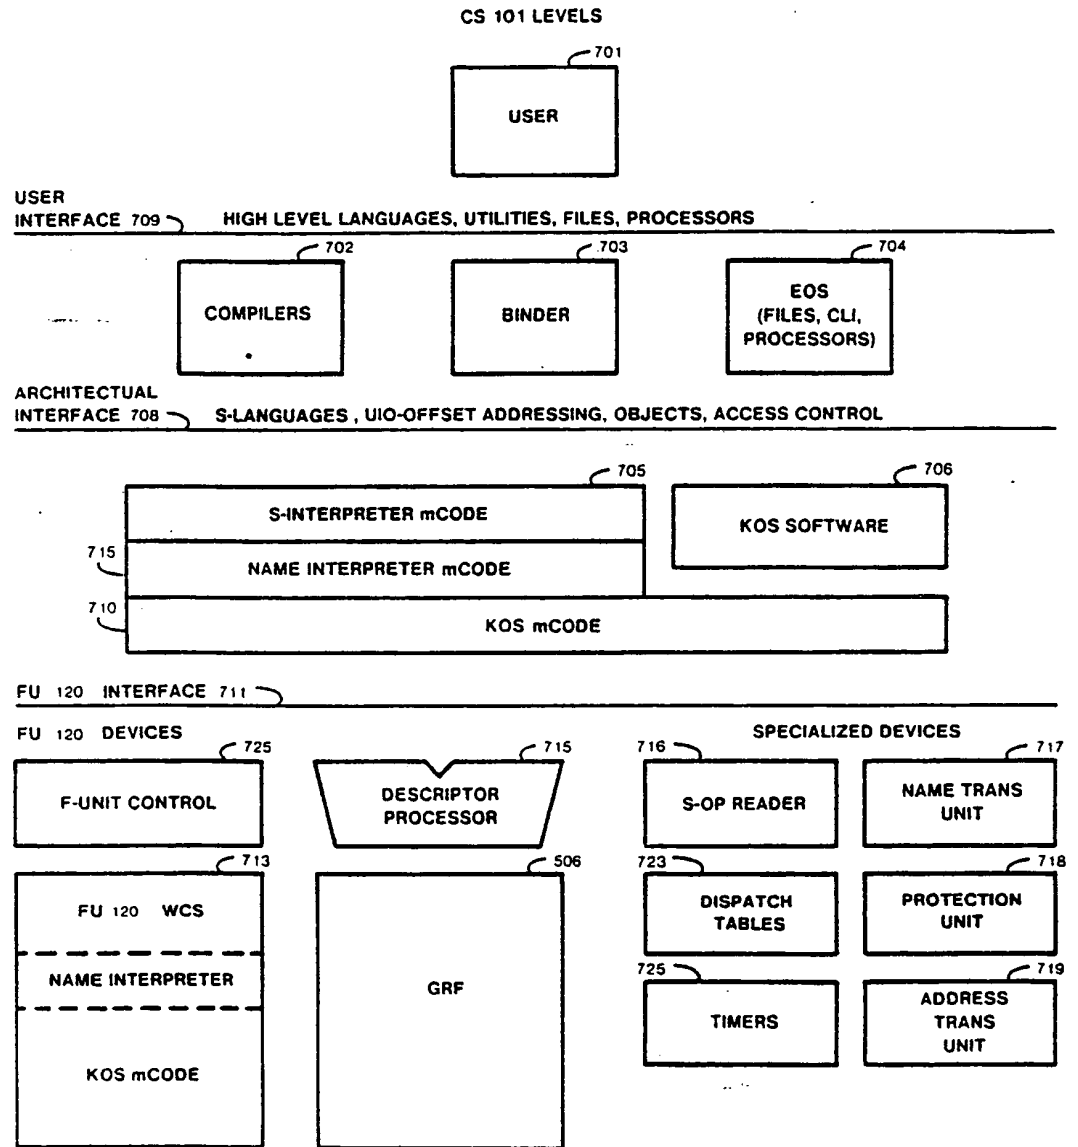 CS 101 LEVELS
701
USER
USER
INTERFACE 709 HIGH LEVEL LANGUAGES, UTILITIES, FILES, PROCESSORS
702
COMPILERS
.703
BINDER
704
EOS
(FILES, CLI,
PROCESSORS)
ARCHITECTUAL
INTERFACE 708 S-LANGUAGES , UIO-OFFSET ADDRESSING, OBJECTS, ACCESS CONTROL
705
S-INTERPRETER mCODE
706
KOS SOFTWARE
715
NAME INTERPRETER mCODE
710
KOS mCODE
FU 120 INTERFACE 711
FU 120 DEVICES
SPECIALIZED DEVICES
725
F-UNIT CONTROL
715
DESCRIPTOR
PROCESSOR
716
S-OP READER
717
NAME TRANS
UNIT
713
FU 120 WCS
NAME INTERPRETER
KOS mCODE
506
GRF
723
DISPATCH
TABLES
718
PROTECTION
UNIT
725
TIMERS
719
ADDRESS
TRANS
UNIT